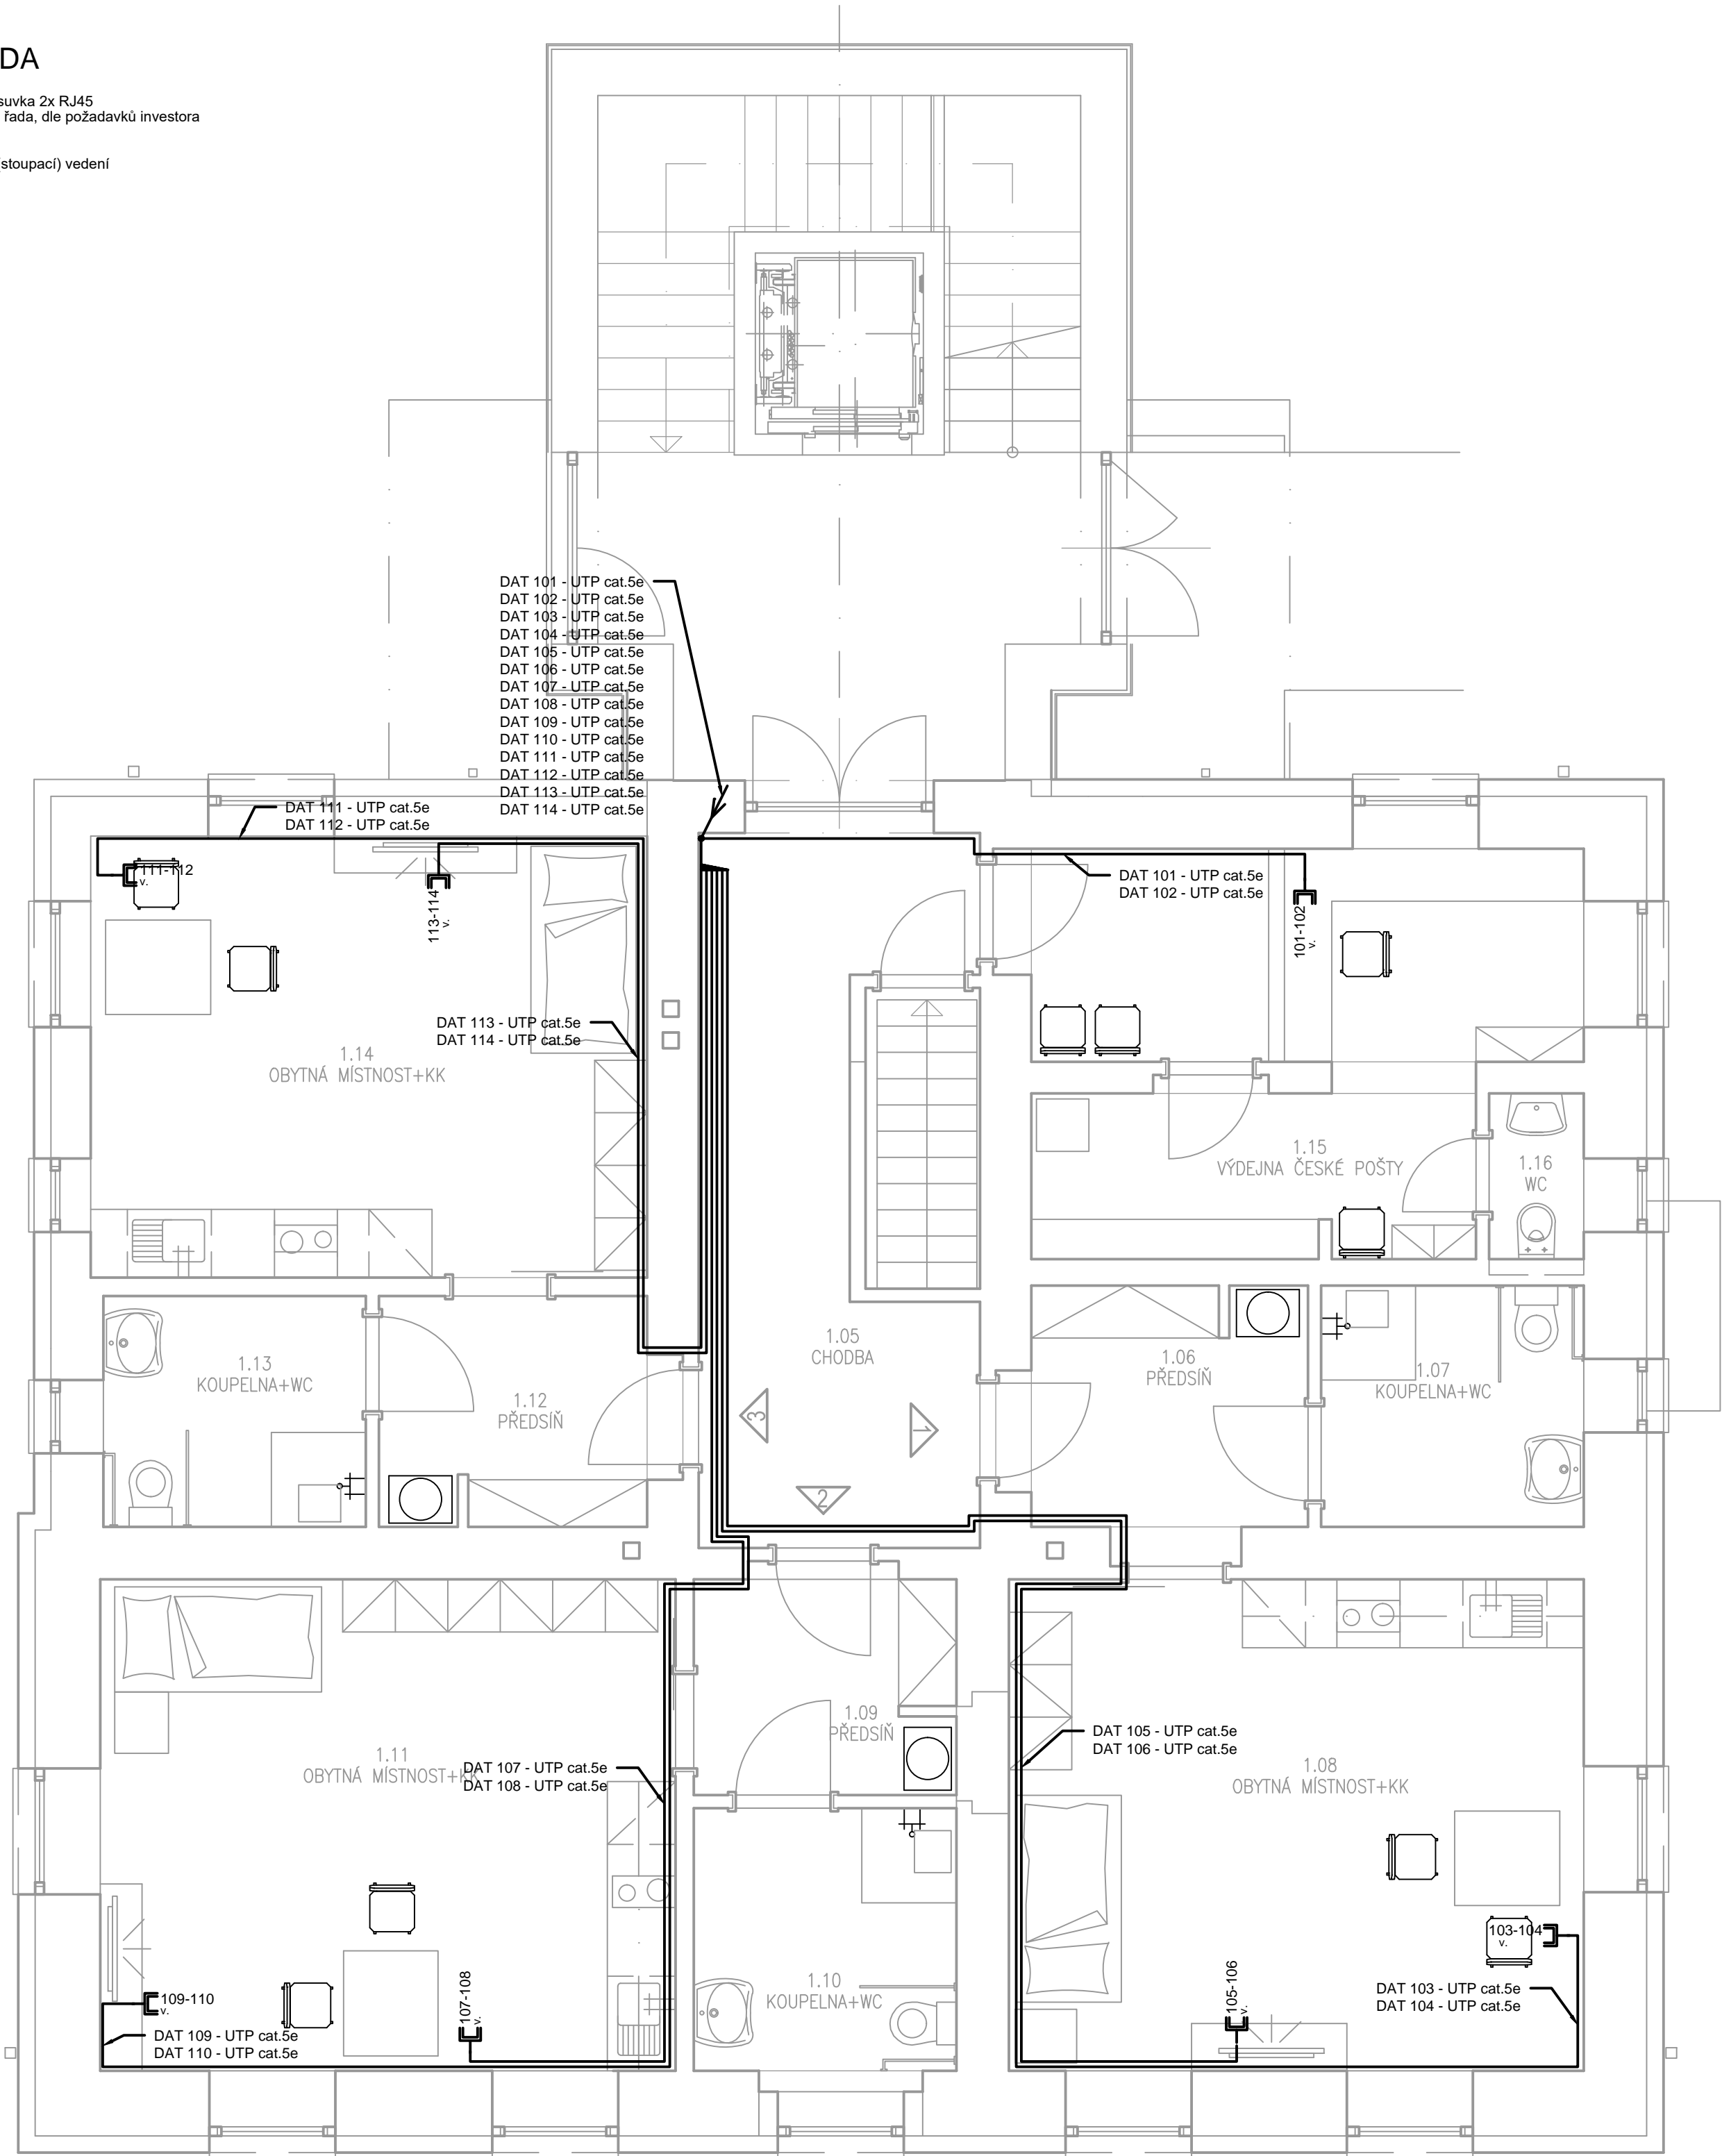 DA
suvka 2x RJ45
řada, dle požadavků investora
stoupací) vedení
DAT 101 - UTP cat.5e
DAT 102 - UTP cat.5e
DAT 103 - UTP cat.5e
DAT 104 - UTP cat.5e
DAT 105 - UTP cat.5e
DAT 106 - UTP cat.5e
DAT 107 - UTP cat.5e
DAT 108 - UTP cat.5e
DAT 109 - UTP cat.5e
DAT 110 - UTP cat.5e
DAT 111 - UTP cat.5e
DAT 112 - UTP cat.5e
DAT 113 - UTP cat.5e
DAT 114 - UTP cat.5e
DAT 111 - UTP cat.5e
DAT 112 - UTP cat.5e
111-112
v.
113-114
v.
DAT 101 - UTP cat.5e
DAT 102 - UTP cat.5e
101-102
v.
DAT 113 - UTP cat.5e
DAT 114 - UTP cat.5e
1.14
OBYTNÁ MÍSTNOST+KK
1.15
VÝDEJNA ČESKÉ POŠTY
1.16
WC
1.13
KOUPELNA+WC
1.12
PŘEDSÍŇ
1.05
CHODBA
1.06
PŘEDSÍŇ
1.07
KOUPELNA+WC
3
1
2
1.09
PŘEDSÍŇ
1.11
OBYTNÁ MÍSTNOST+KK
DAT 107 - UTP cat.5e
DAT 108 - UTP cat.5e
DAT 105 - UTP cat.5e
DAT 106 - UTP cat.5e
1.08
OBYTNÁ MÍSTNOST+KK
103-104
v.
109-110
v.
107-108
v.
1.10
KOUPELNA+WC
105-106
v.
DAT 103 - UTP cat.5e
DAT 104 - UTP cat.5e
DAT 109 - UTP cat.5e
DAT 110 - UTP cat.5e